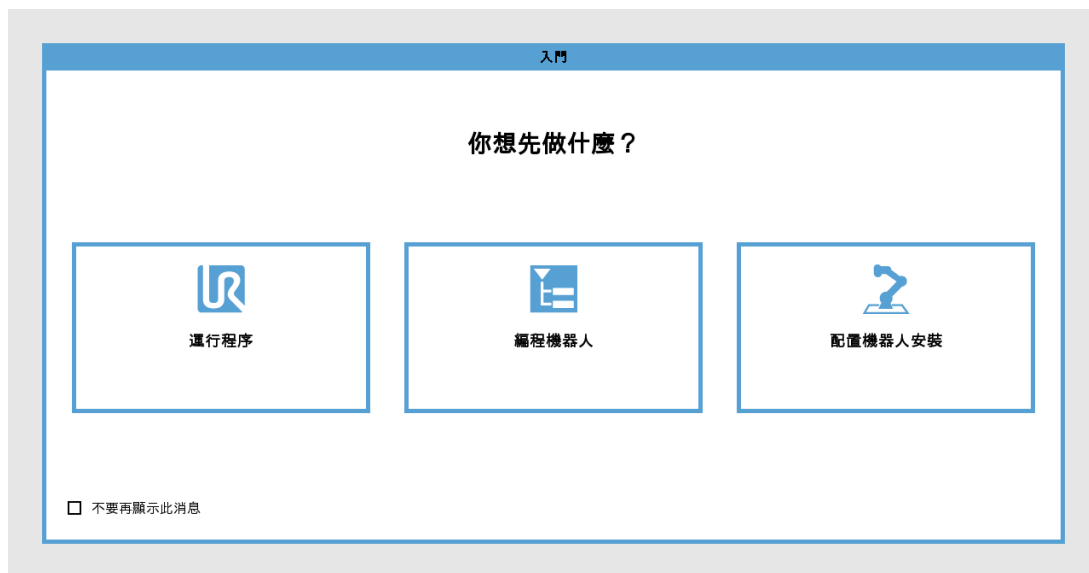 入門
你想先做什麼？
運行程序
編程機器人
配置機器人安裝
不要再顯示此消息